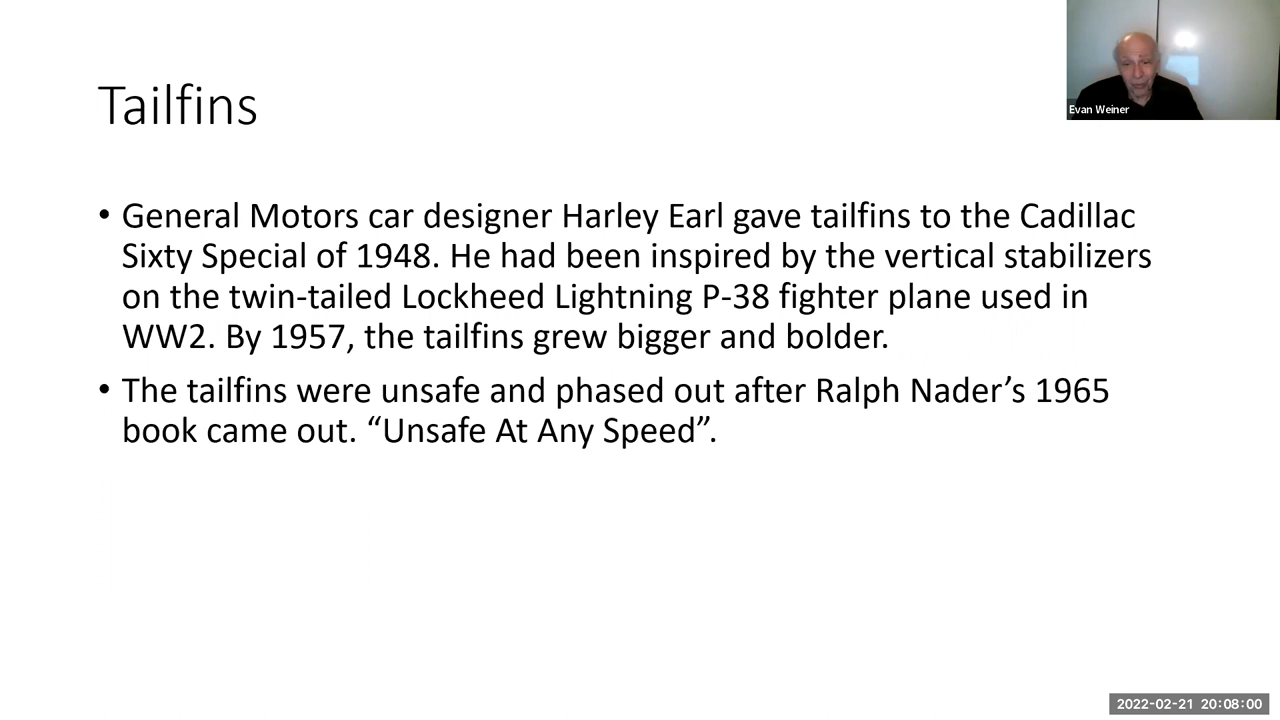 Tailfins
Evan Weiner
• General Motors car designer Harley Earl gave tailfins to the Cadillac
Sixty Special of 1948. He had been inspired by the vertical stabilizers
on the twin-tailed Lockheed Lightning P-38 fighter plane used in
WW2. By 1957, the tailfins grew bigger and bolder.
• The tailfins were unsafe and phased out after Ralph Nader’s 1965
book came out. “Unsafe At Any Speed”.
2022-02-21 20:08:00